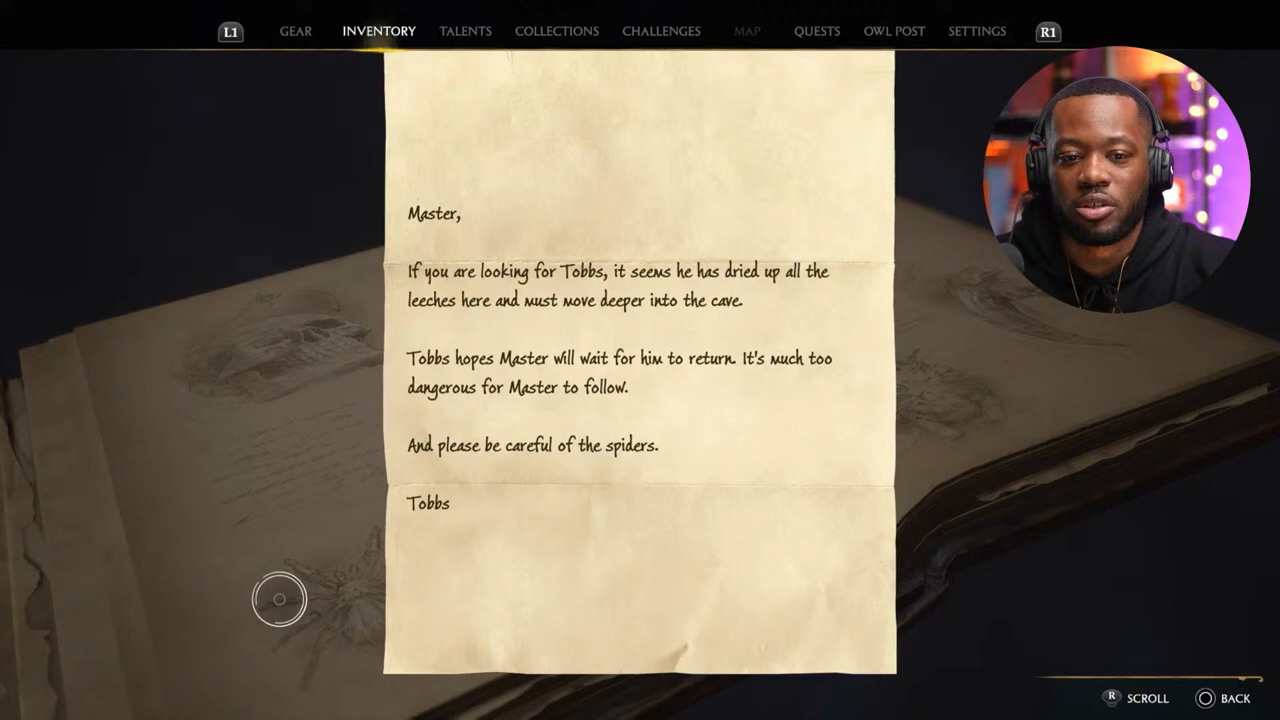 L1 GEAR INVENTORY TALENTS COLLECTIONS CHALLENGES MAP QUESTS OWL POST SETTINGS R1
Master,
If you are looking for Tobbs, it seems he has dried up all the
leeches here and must move deeper into the cave.
Tobbs hopes Master will wait for him to return. It's much too
dangerous for Master to follow.
And please be careful of the spiders.
Tobbs
R SCROLL BACK